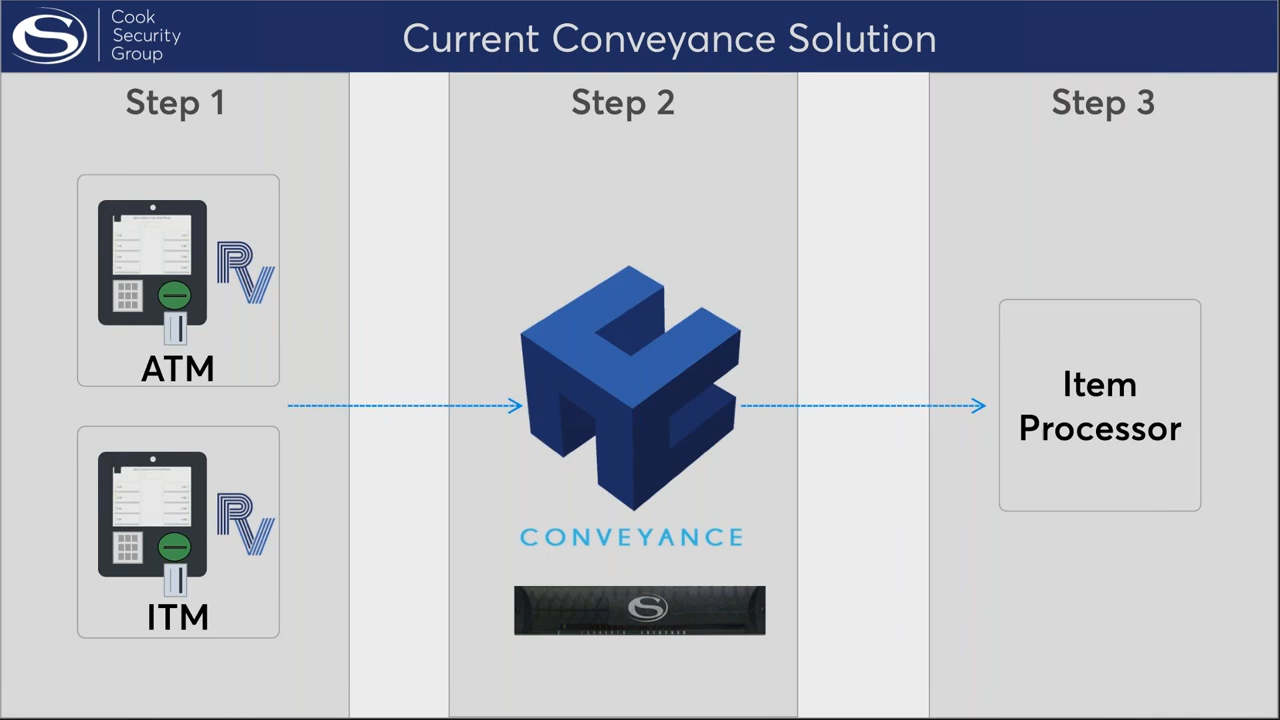 Cook
Security
Group
Current Conveyance Solution
Step 1
Step 2
Step 3
RV
ATM
RV
ITM
CONVEYANCE
Item
Processor